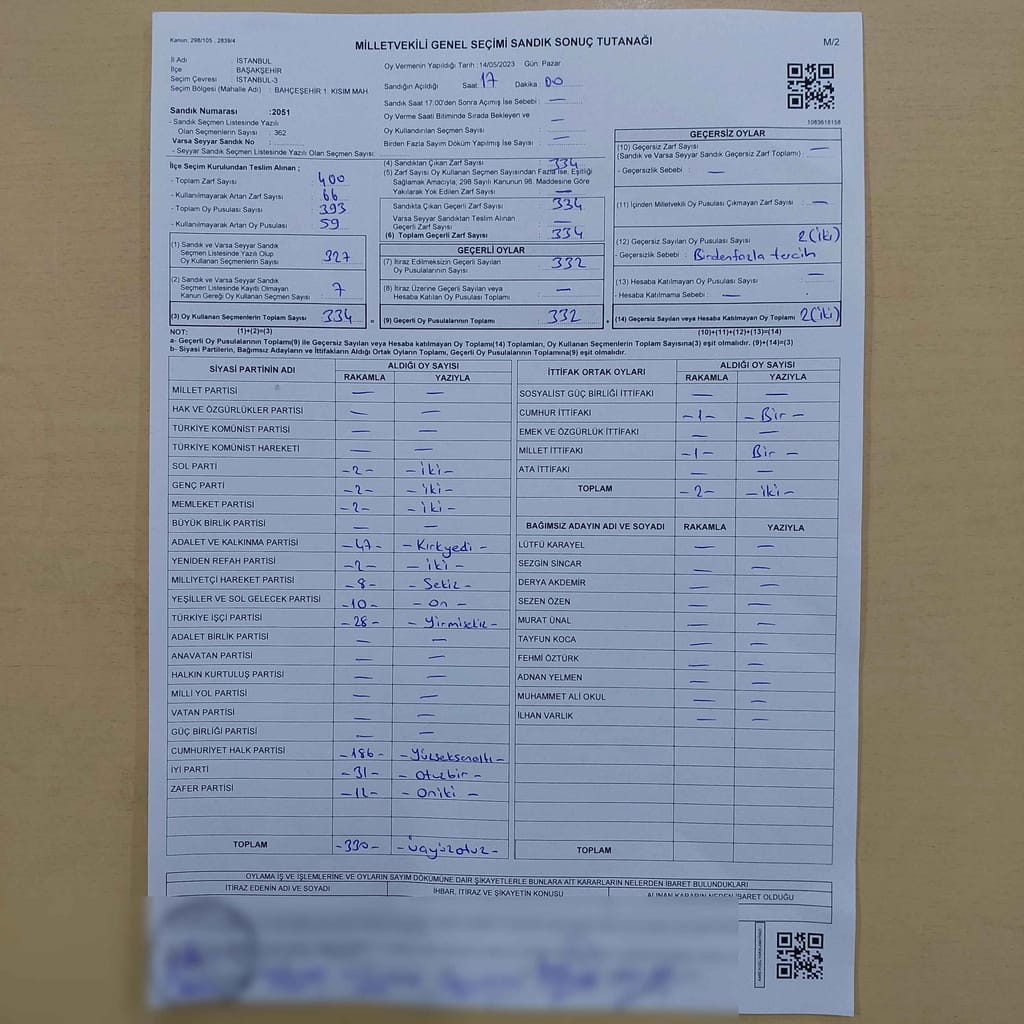 Kanun, 298/105 , 2839/4
MİLLETVEKİLİ GENEL SEÇİMİ SANDIK SONUÇ TUTANAĞI
M/2
İl Adı : İSTANBUL
İlçe : BAŞAKŞEHİR
Seçim Çevresi : İSTANBUL-3
Seçim Bölgesi (Mahalle Adı) : BAHÇEŞEHİR 1. KISIM MAH
Sandık Numarası :2051
- Sandık Seçmen Listesinde Yazılı
Olan Seçmenlerin Sayısı : 362
Varsa Seyyar Sandık No :
- Seyyar Sandık Seçmen Listesinde Yazılı Olan Seçmen Sayısı:
Oy Vermenin Yapıldığı Tarih :14/05/2023 Gün: Pazar
Sandığın Açıldığı Saat: 17 Dakika : 00
Sandık Saat 17:00'den Sonra Açımış İse Sebebi : —
Oy Verme Saati Bitiminde Sırada Bekleyen ve
Oy Kullandırılan Seçmen Sayısı : —
Birden Fazla Sayım Döküm Yapılmış İse Sayısı : —
1083618158
İlçe Seçim Kurulundan Teslim Alınan ;
- Toplam Zarf Sayısı : 400
- Kullanılmayarak Artan Zarf Sayısı : 66
- Toplam Oy Pusulası Sayısı : 393
- Kullanılmayarak Artan Oy Pusulası : 59
(1) Sandık ve Varsa Seyyar Sandık
Seçmen Listesinde Yazılı Olup
Oy Kullanan Seçmenlerin Sayısı : 327
(2) Sandık ve Varsa Seyyar Sandık
Seçmen Listesinde Kayıtlı Olmayan
Kanun Gereği Oy Kullanan Seçmen Sayısı : 7
(3) Oy Kullanan Seçmenlerin Toplam Sayısı : 334 =
(4) Sandıktan Çıkan Zarf Sayısı : 334
(5) Zarf Sayısı Oy Kullanan Seçmen Sayısından Fazla İse, Eşitliği
Sağlamak Amacıyla; 298 Sayılı Kanunun 98. Maddesine Göre
Yakılarak Yok Edilen Zarf Sayısı : —
Sandıkta Çıkan Geçerli Zarf Sayısı : 334
Varsa Seyyar Sandıktan Teslim Alınan
Geçerli Zarf Sayısı : —
(6) Toplam Geçerli Zarf Sayısı : 334
GEÇERLİ OYLAR
(7) İtiraz Edilmeksizin Geçerli Sayılan
Oy Pusulalarının Sayısı : 332
(8) İtiraz Üzerine Geçerli Sayılan veya
Hesaba Katılan Oy Pusulası Toplamı : —
(9) Geçerli Oy Pusulalarının Toplamı : 332 +
GEÇERSİZ OYLAR
(10) Geçersiz Zarf Sayısı : —
(Sandık ve Varsa Seyyar Sandık Geçersiz Zarf Toplamı)
- Geçersizlik Sebebi : —
(11) İçinden Milletvekili Oy Pusulası Çıkmayan Zarf Sayısı : —
(12) Geçersiz Sayılan Oy Pusulası Sayısı : 2(iki)
- Geçersizlik Sebebi : Birdenfazla tercih
(13) Hesaba Katılmayan Oy Pusulası Sayısı : —
- Hesaba Katılmama Sebebi : —
(14) Geçersiz Sayılan veya Hesaba Katılmayan Oy Toplamı : 2(iki)
NOT: (1)+(2)=(3) (10)+(11)+(12)+(13)=(14)
a- Geçerli Oy Pusulalarının Toplamı(9) ile Geçersiz Sayılan veya Hesaba Katılmayan Oy Toplamı(14) Toplamları, Oy Kullanan Seçmenlerin Toplam Sayısına(3) eşit olmalıdır. (9)+(14)=(3)
b- Siyasi Partilerin, Bağımsız Adayların ve İttifakların Aldığı Ortak Oyların Toplamı, Geçerli Oy Pusulalarının Toplamına(9) eşit olmalıdır.
SİYASİ PARTİNİN ADI ALDIĞI OY SAYISI
RAKAMLA YAZIYLA
MİLLET PARTİSİ — —
HAK VE ÖZGÜRLÜKLER PARTİSİ — —
TÜRKİYE KOMÜNİST PARTİSİ — —
TÜRKİYE KOMÜNİST HAREKETİ — —
SOL PARTİ -2- -iki-
GENÇ PARTİ -2- -iki-
MEMLEKET PARTİSİ -2- -iki-
BÜYÜK BİRLİK PARTİSİ — —
ADALET VE KALKINMA PARTİSİ -47- -Kırkyedi-
YENİDEN REFAH PARTİSİ -2- -iki-
MİLLİYETÇİ HAREKET PARTİSİ -8- -Sekiz-
YEŞİLLER VE SOL GELECEK PARTİSİ -10- -on-
TÜRKİYE İŞÇİ PARTİSİ -28- -Yirmisekiz-
ADALET BİRLİK PARTİSİ — —
ANAVATAN PARTİSİ — —
HALKIN KURTULUŞ PARTİSİ — —
MİLLİ YOL PARTİSİ — —
VATAN PARTİSİ — —
GÜÇ BİRLİĞİ PARTİSİ — —
CUMHURİYET HALK PARTİSİ -186- -Yüzseksenaltı-
İYİ PARTİ -31- -otuzbir-
ZAFER PARTİSİ -12- -oniki-
TOPLAM -330- -üçyüzotuz-
İTTİFAK ORTAK OYLARI ALDIĞI OY SAYISI
RAKAMLA YAZIYLA
SOSYALİST GÜÇ BİRLİĞİ İTTİFAKI — —
CUMHUR İTTİFAKI -1- -Bir-
EMEK VE ÖZGÜRLÜK İTTİFAKI — —
MİLLET İTTİFAKI -1- Bir-
ATA İTTİFAKI — —
TOPLAM -2- -iki-
BAĞIMSIZ ADAYIN ADI VE SOYADI RAKAMLA YAZIYLA
LÜTFÜ KARAYEL — —
SEZGİN SİNCAR — —
DERYA AKDEMİR — —
SEZEN ÖZEN — —
MURAT ÜNAL — —
TAYFUN KOCA — —
FEHMİ ÖZTÜRK — —
ADNAN YELMEN — —
MUHAMMET ALİ OKUL — —
İLHAN VARLIK — —
TOPLAM
OYLAMA İŞ VE İŞLEMLERİNE VE OYLARIN SAYIM DÖKÜMÜNE DAİR ŞİKAYETLERLE BUNLARA AİT KARARLARIN NELERDEN İBARET BULUNDUKLARI
İTİRAZ EDENİN ADI VE SOYADI İHBAR, İTİRAZ VE ŞİKAYETİN KONUSU ALINAN KARARIN NEDEN İBARET OLDUĞU